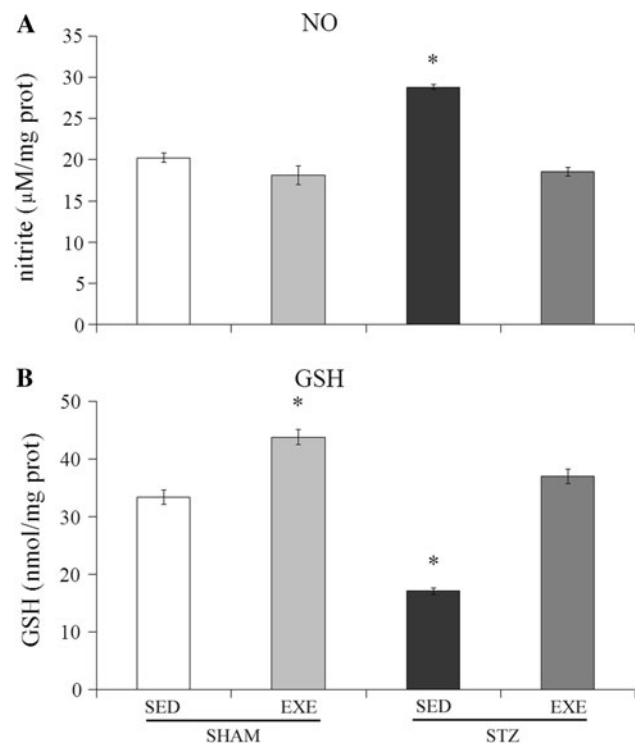 A
NO
35
30
25
20
15
10
5
0
nitrite (μM/mg prot)
*
B
GSH
50
40
30
20
10
0
GSH (nmol/mg prot)
*
*
SED EXE SED EXE
SHAM STZ